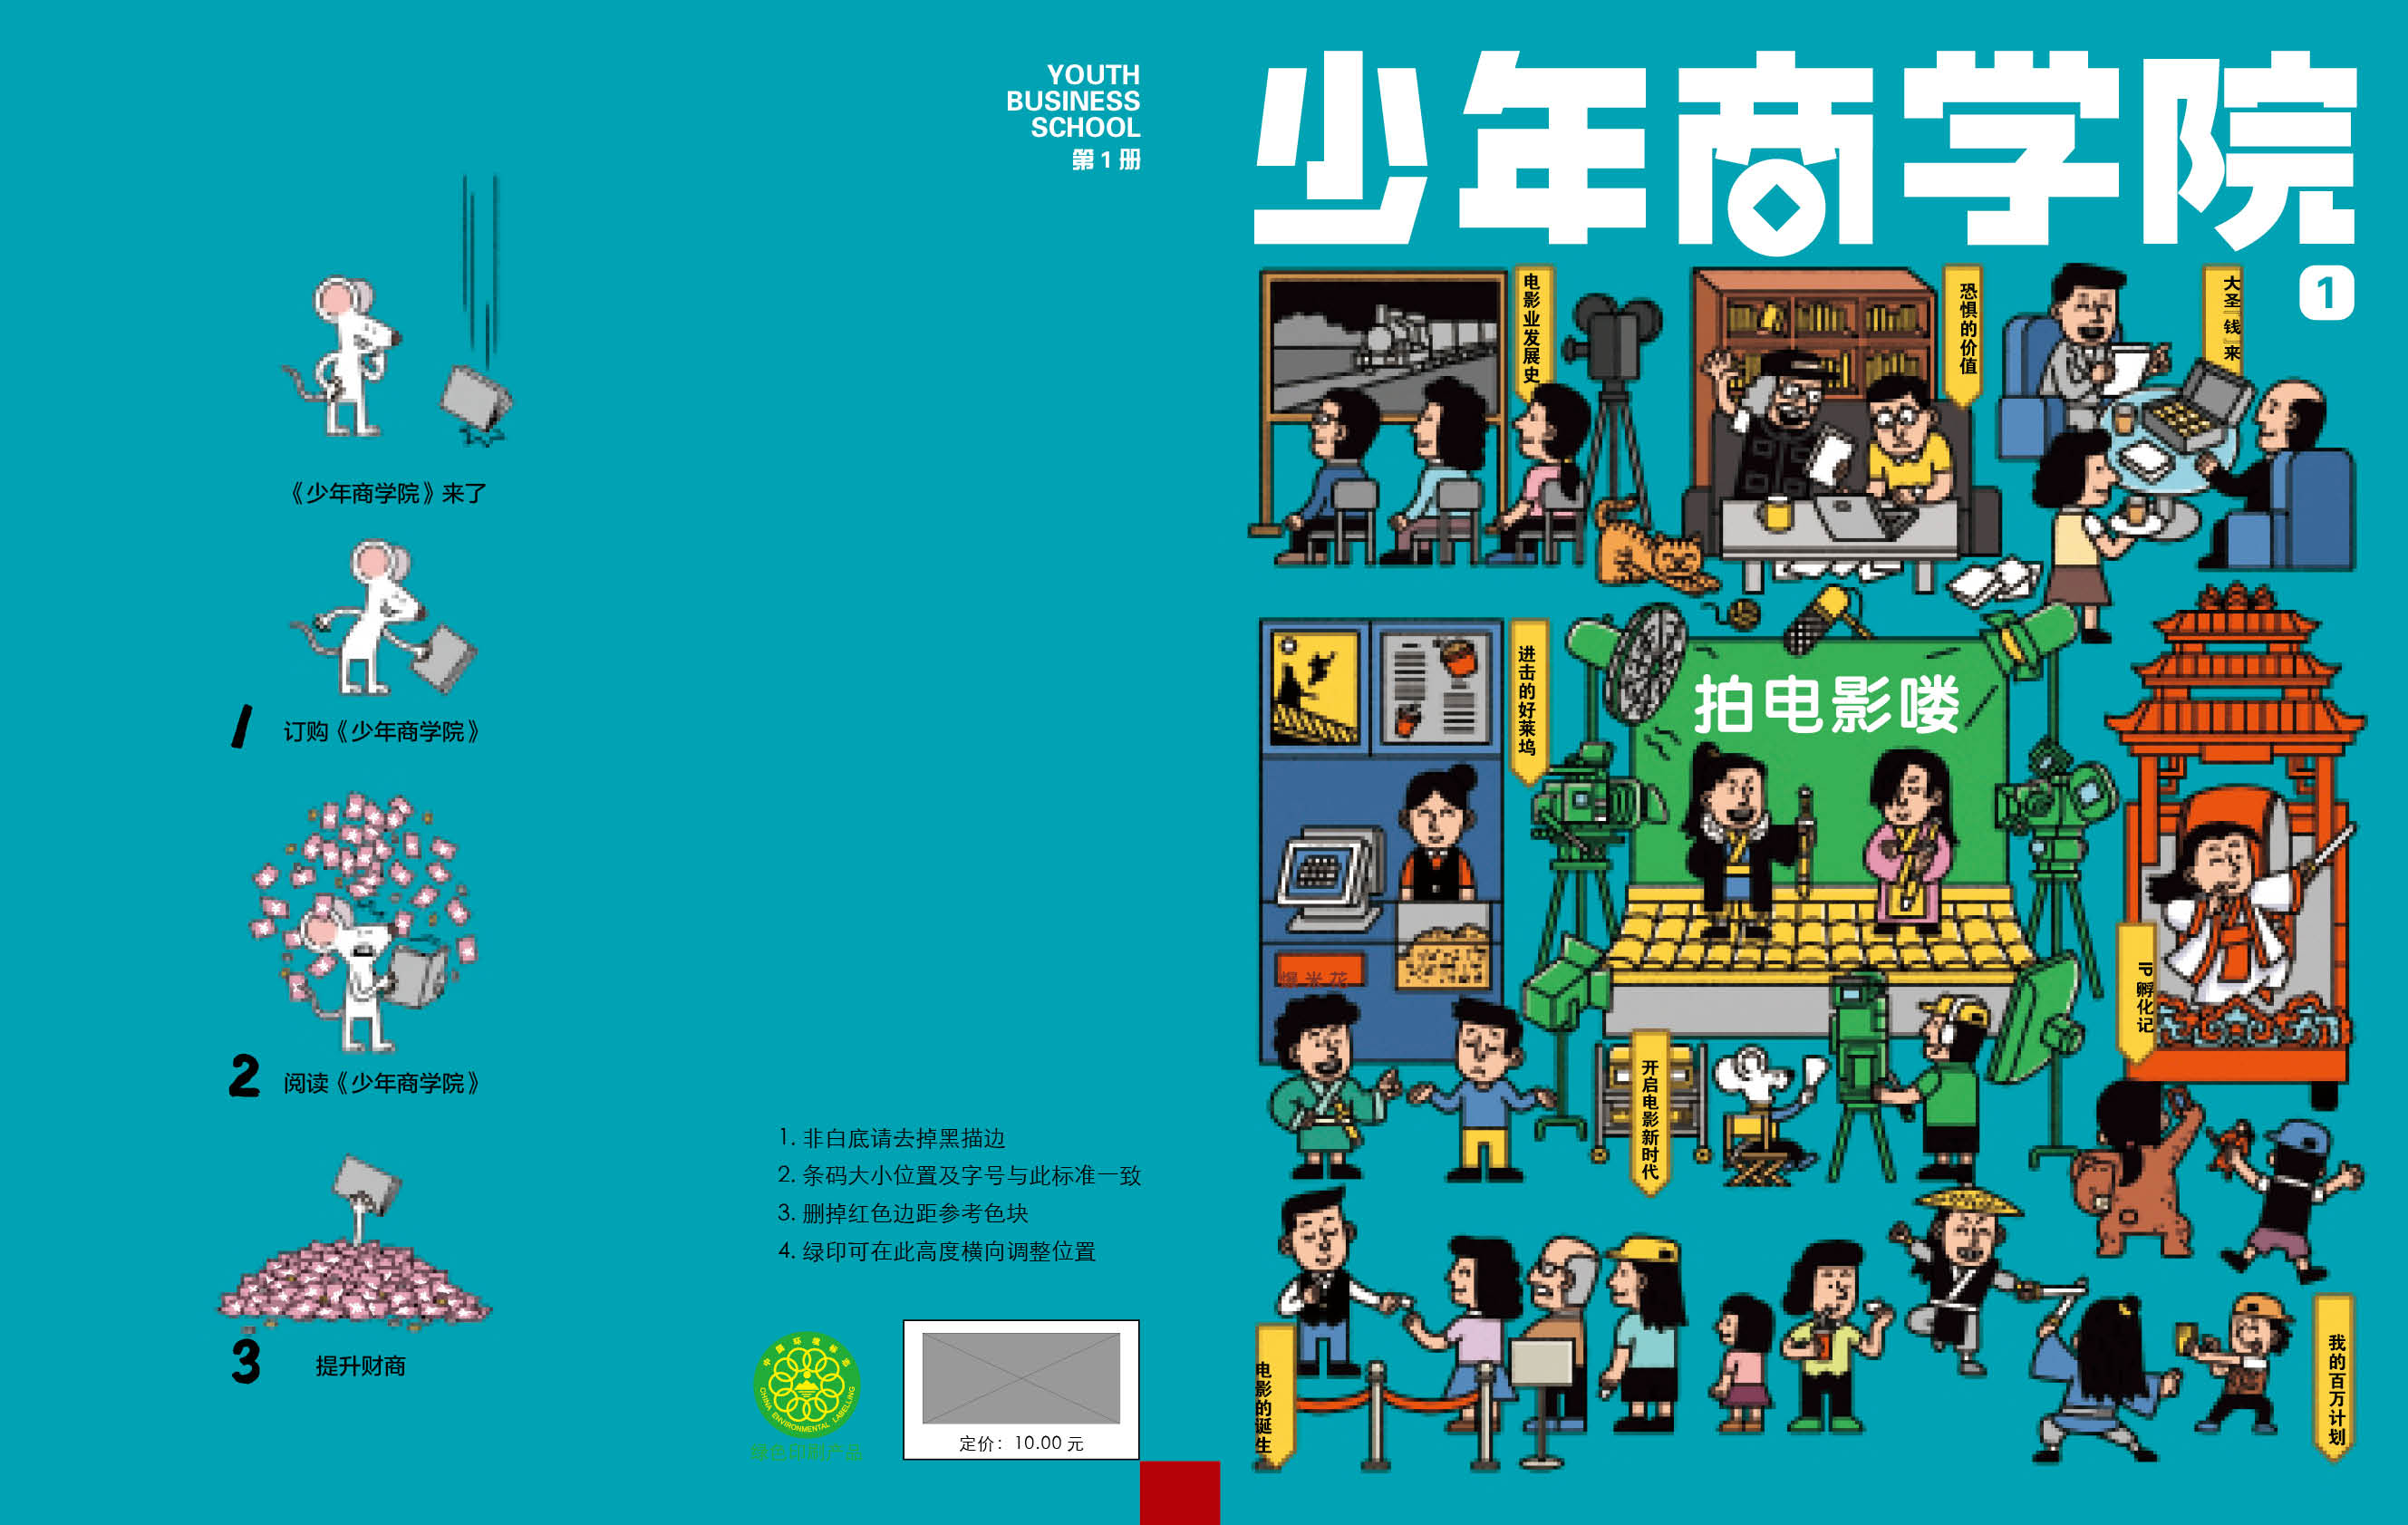 YOUTH
BUSINESS
SCHOOL
第 1 册
《少年商学院》来了
1 订购《少年商学院》
2 阅读《少年商学院》
3 提升财商
1. 非白底请去掉黑描边
2. 条码大小位置及字号与此标准一致
3. 删掉红色边距参考色块
4. 绿印可在此高度横向调整位置
中国环境标志
CHINA ENVIRONMENTAL LABELLING
绿色印刷产品
定价：10.00 元
少年商学院
1
电影业发展史
恐惧的价值
大圣「钱」来
进击的好莱坞
拍电影喽
爆米花
IP孵化记
开启电影新时代
电影的诞生
我的百万计划